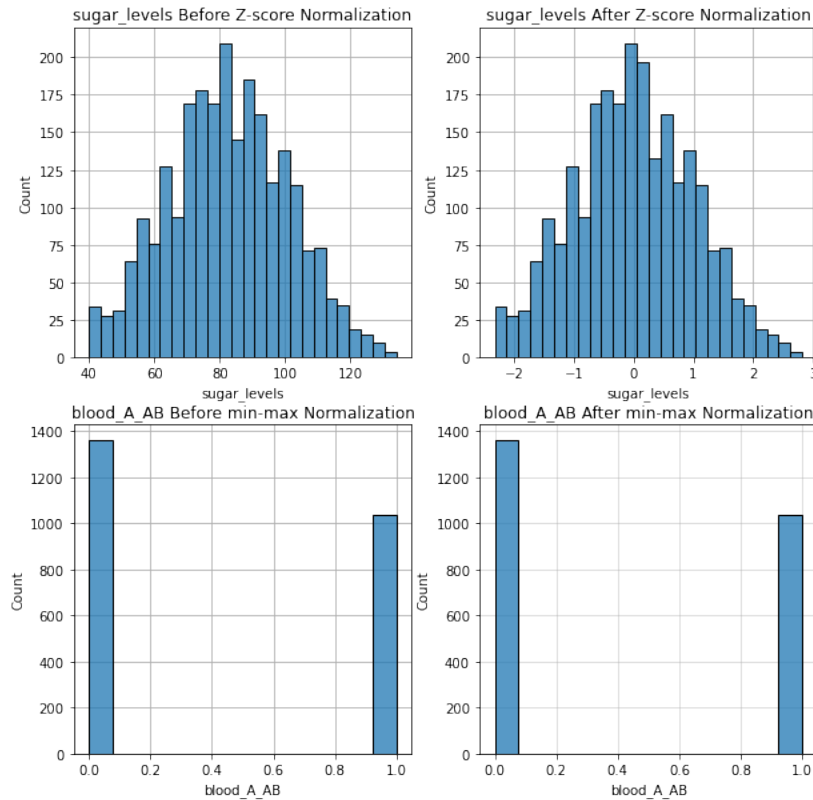 sugar_levels Before Z-score Normalization
200
175
150
125
100
75
50
25
0
Count
40 60 80 100 120
sugar_levels
sugar_levels After Z-score Normalization
200
175
150
125
100
75
50
25
0
Count
−2 −1 0 1 2 3
sugar_levels
blood_A_AB Before min-max Normalization
1400
1200
1000
800
600
400
200
0
Count
0.0 0.2 0.4 0.6 0.8 1.0
blood_A_AB
blood_A_AB After min-max Normalization
1400
1200
1000
800
600
400
200
0
Count
0.0 0.2 0.4 0.6 0.8 1.0
blood_A_AB